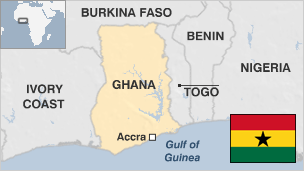 BURKINA FASO
BENIN
NIGERIA
GHANA
IVORY
COAST
TOGO
Accra
Gulf of
Guinea